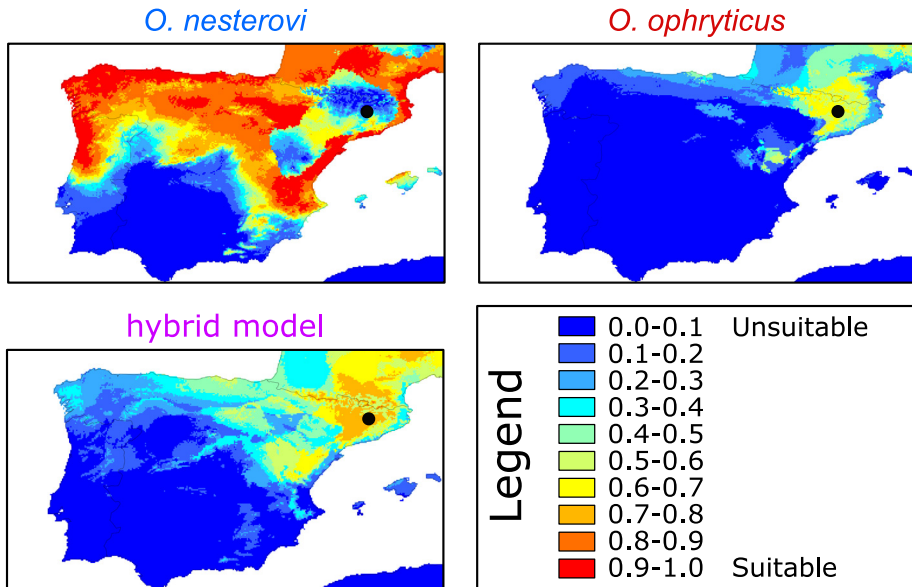 O. nesterovi
O. ophryticus
hybrid model
Legend
0.0-0.1 Unsuitable
0.1-0.2
0.2-0.3
0.3-0.4
0.4-0.5
0.5-0.6
0.6-0.7
0.7-0.8
0.8-0.9
0.9-1.0 Suitable